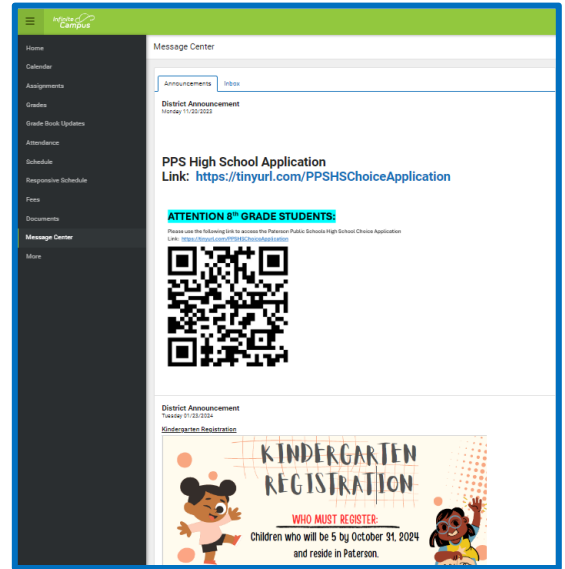 Infinite Campus
Home
Calendar
Assignments
Grades
Grade Book Updates
Attendance
Schedule
Responsive Schedule
Fees
Documents
Message Center
More
Message Center
Announcements Inbox
District Announcement
Monday 11/20/2023
PPS High School Application
Link: https://tinyurl.com/PPSHSChoiceApplication
ATTENTION 8th GRADE STUDENTS:
Please use the following link to access the Paterson Public Schools High School Choice Application
Link: https://tinyurl.com/PPSHSChoiceApplication
District Announcement
Tuesday 01/23/2024
Kindergarten Registration
KINDERGARTEN
REGISTRATION
WHO MUST REGISTER:
Children who will be 5 by October 31, 2024
and reside in Paterson.